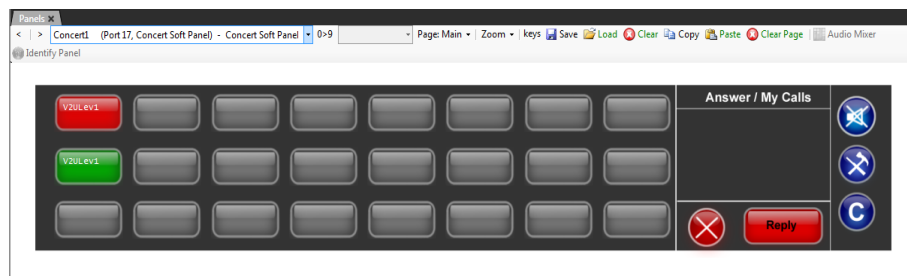 Panels x
< | > Concert1 (Port 17, Concert Soft Panel) - Concert Soft Panel 0>9 Page: Main Zoom keys Save Load Clear Copy Paste Clear Page Audio Mixer
Identify Panel
V2ULev1
Answer / My Calls
V2ULev1
C
Reply